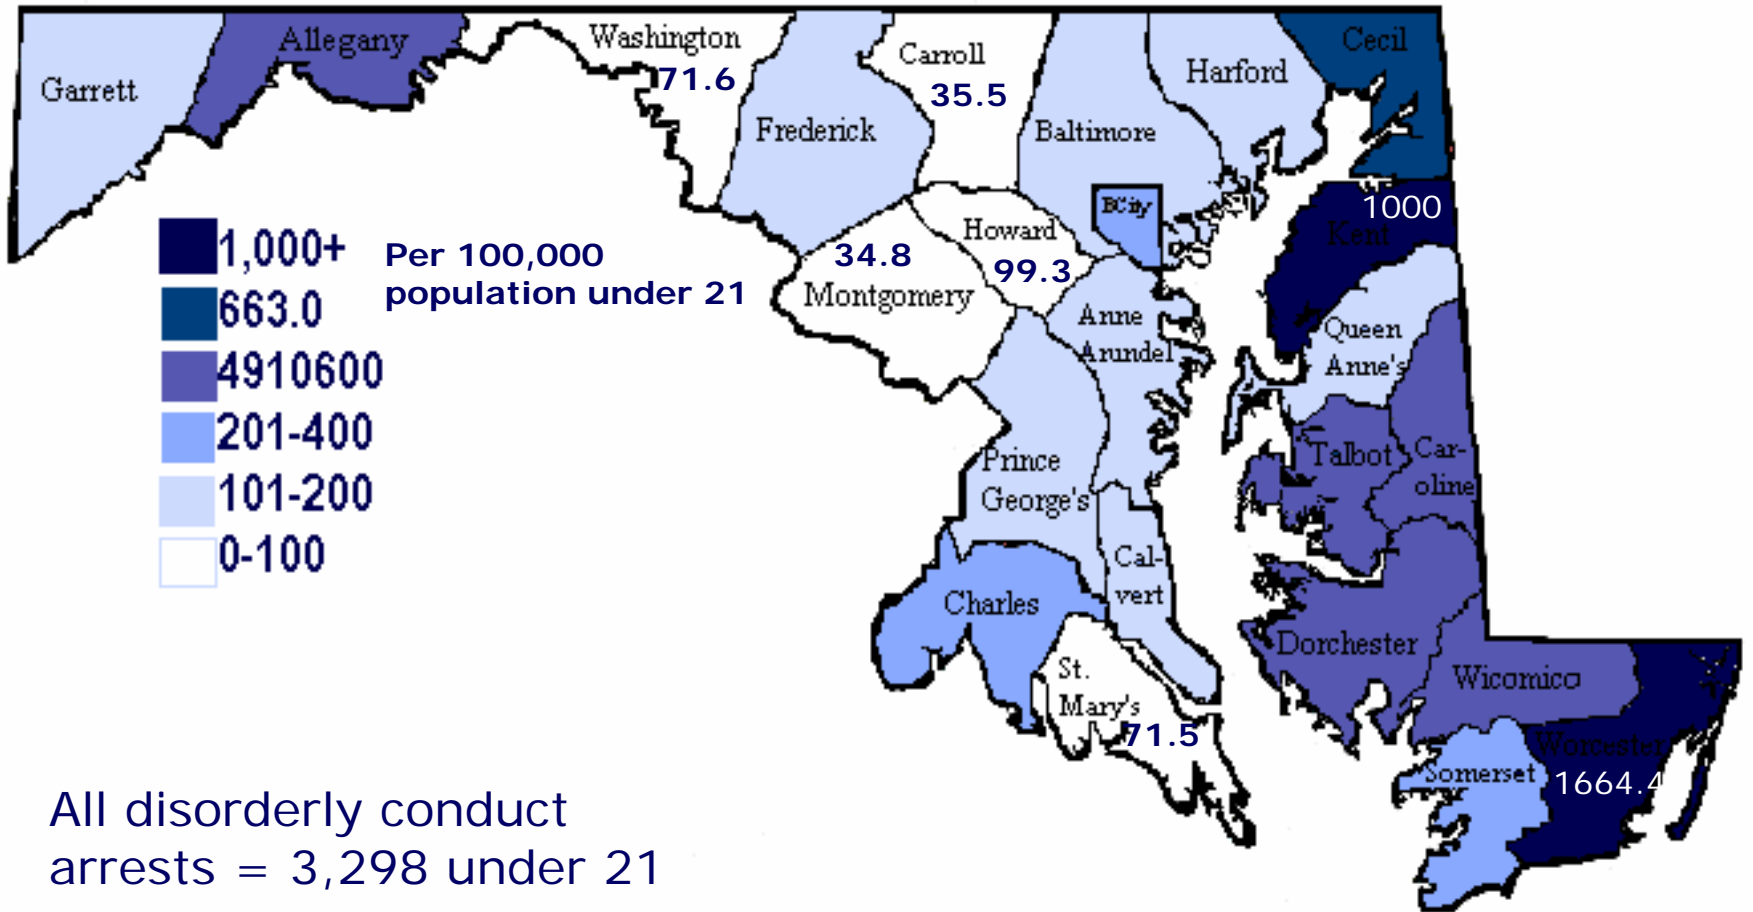 Garrett
Allegany
Washington
71.6
Frederick
Carroll
35.5
Baltimore
BCity
Harford
Cecil
1000
Kent
Howard
99.3
34.8
Montgomery
1,000+
663.0
4910600
201-400
101-200
0-100
Per 100,000
population under 21
Anne
Arundel
Queen
Anne's
Talbot
Car-
oline
Prince
George's
Cal-
vert
Charles
St.
Mary's
71.5
Dorchester
Wicomico
Worcester
1664.4
Somerset
All disorderly conduct
arrests = 3,298 under 21